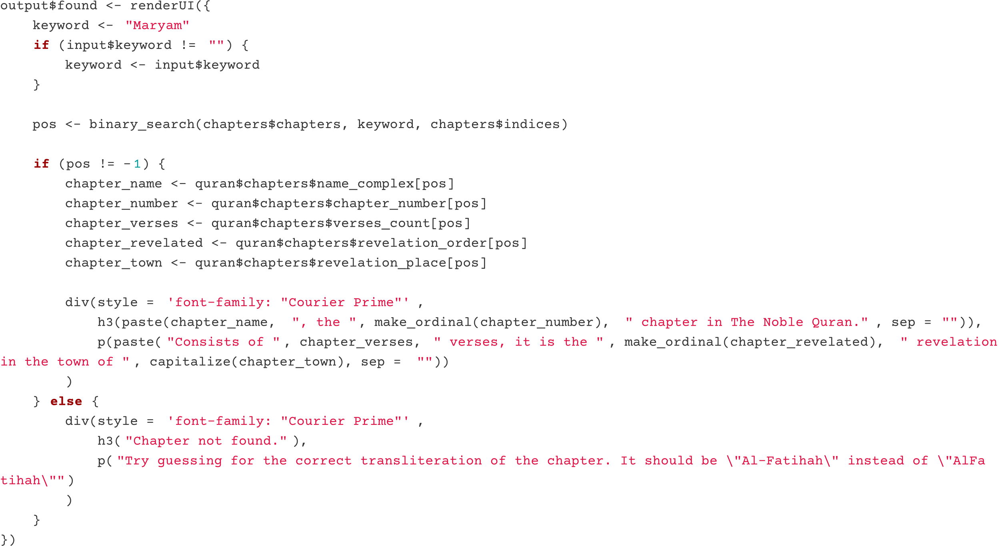 output$found <- renderUI({
    keyword <- "Maryam"
    if (input$keyword != "") {
        keyword <- input$keyword
    }

    pos <- binary_search(chapters$chapters, keyword, chapters$indices)

    if (pos != -1) {
        chapter_name <- quran$chapters$name_complex[pos]
        chapter_number <- quran$chapters$chapter_number[pos]
        chapter_verses <- quran$chapters$verses_count[pos]
        chapter_revelated <- quran$chapters$revelation_order[pos]
        chapter_town <- quran$chapters$revelation_place[pos]

        div(style = 'font-family: "Courier Prime"',
            h3(paste(chapter_name, ", the ", make_ordinal(chapter_number), " chapter in The Noble Quran.", sep = "")),
            p(paste("Consists of ", chapter_verses, " verses, it is the ", make_ordinal(chapter_revelated), " revelation
in the town of ", capitalize(chapter_town), sep = ""))
        )
    } else {
        div(style = 'font-family: "Courier Prime"',
            h3("Chapter not found."),
            p("Try guessing for the correct transliteration of the chapter. It should be \"Al-Fatihah\" instead of \"AlFa
tihah\"")
        )
    }
})